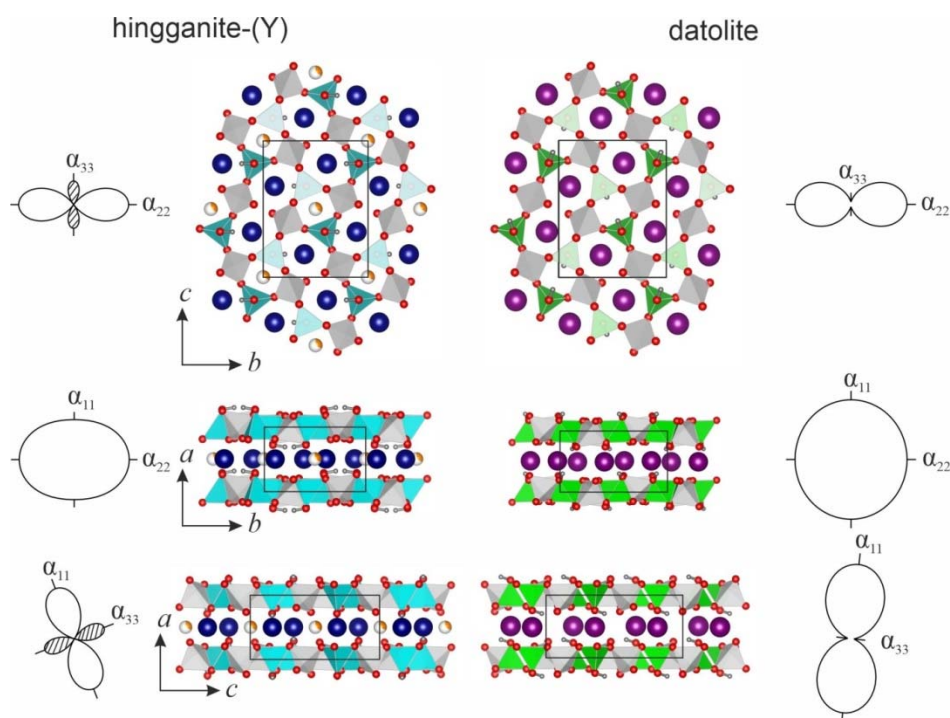 hingganite-(Y)
datolite
α33
α22
c
b
α33
α22
α11
α22
a
b
α11
α22
α11
α33
a
c
α11
α33